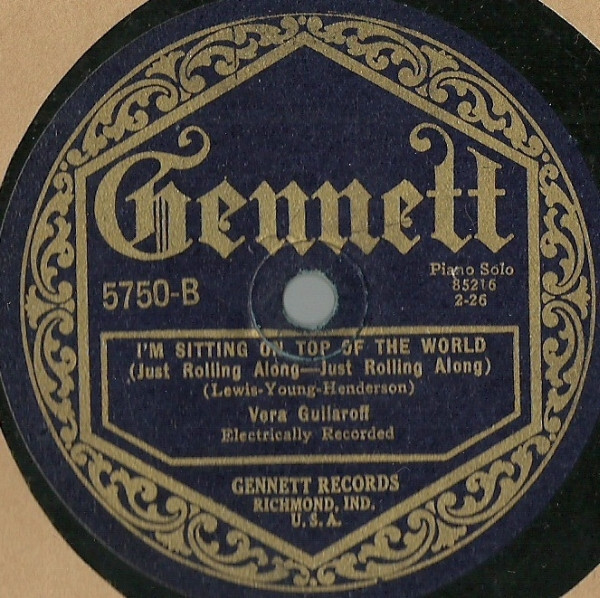 Gennett
5750-B
Piano Solo
85216
2-26
I'M SITTING ON TOP OF THE WORLD
(Just Rolling Along—Just Rolling Along)
(Lewis-Young-Henderson)
Vera Guilaroff
Electrically Recorded
GENNETT RECORDS
RICHMOND, IND.
U. S. A.